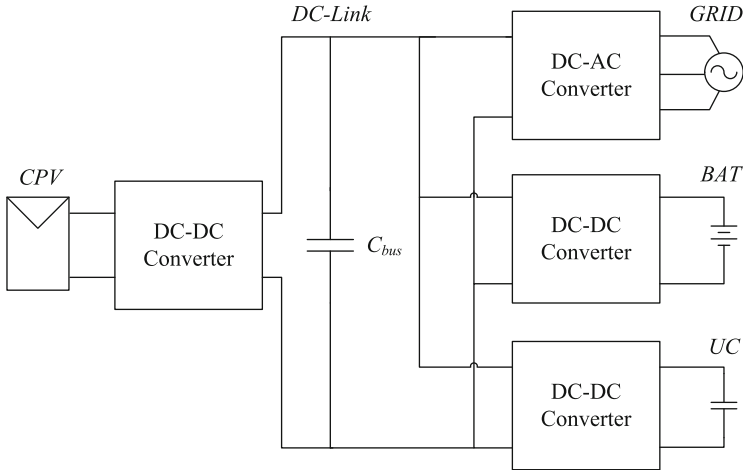 DC-Link
GRID
DC-AC
Converter
CPV
DC-DC
Converter
C_bus
BAT
DC-DC
Converter
UC
DC-DC
Converter